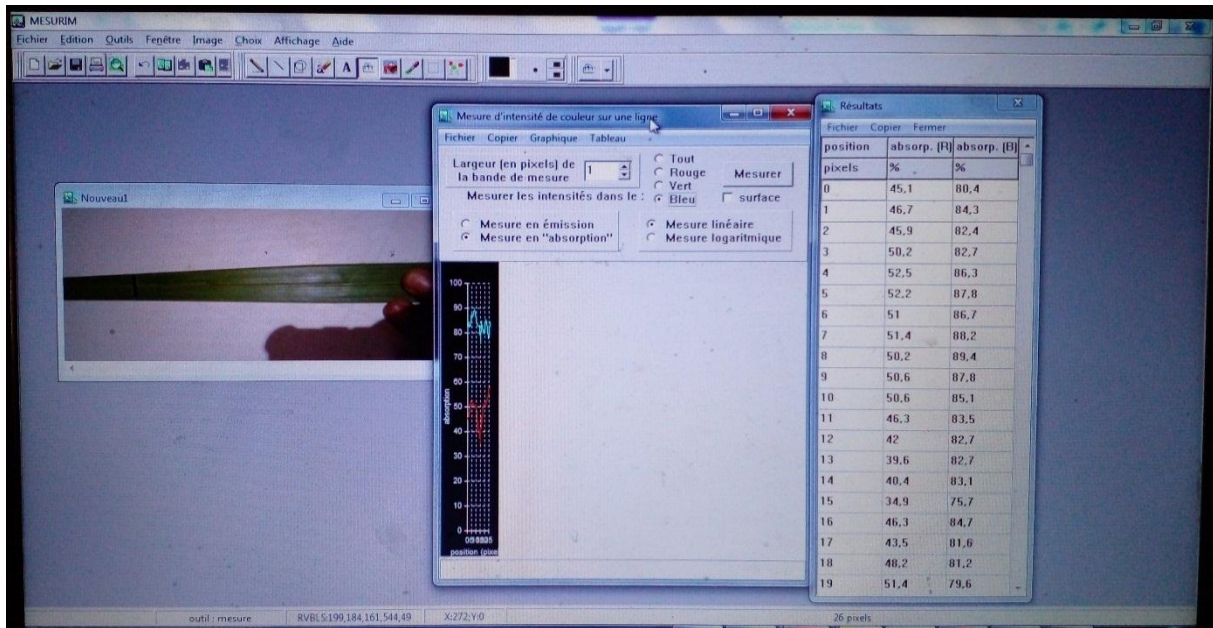 MESURIM
Fichier Edition Outils Fenêtre Image Choix Affichage Aide
A
Nouveau1
Mesure d'intensité de couleur sur une ligne
Fichier Copier Graphique Tableau
Largeur (en pixels) de la bande de mesure
1
Tout
Rouge
Vert
Bleu
Mesurer
surface
Mesurer les intensités dans le :
Mesure en émission
Mesure en "absorption"
Mesure linéaire
Mesure logaritmique
100
90
80
70
60
50
40
30
20
10
0
absorption
position (pixe
Résultats
Fichier Copier Fermer
position absorp. (R) absorp. (B)
pixels % %
0 45,1 80,4
1 46,7 84,3
2 45,9 82,4
3 50,2 82,7
4 52,5 86,3
5 52,2 87,8
6 51 86,7
7 51,4 88,2
8 50,2 89,4
9 50,6 87,8
10 50,6 85,1
11 46,3 83,5
12 42 82,7
13 39,6 82,7
14 40,4 83,1
15 34,9 75,7
16 46,3 84,7
17 43,5 81,6
18 48,2 81,2
19 51,4 79,6
outil : mesure RVBLS:199,184,161,544,49 X:272;Y:0 26 pixels